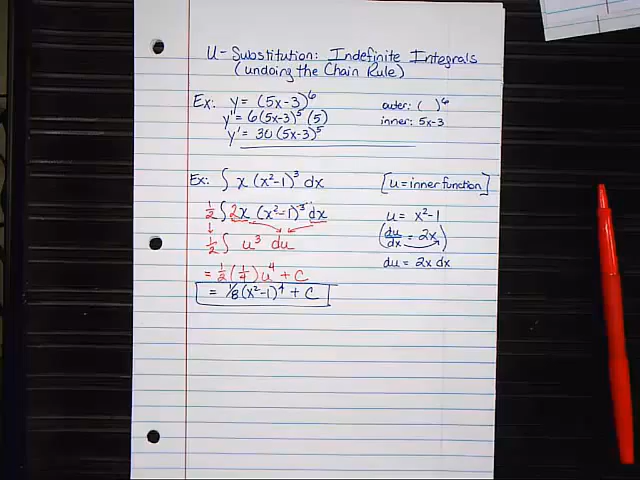 U-Substitution: Indefinite Integrals
(undoing the Chain Rule)
Ex: y = (5x-3)^6
outer: ( )^6
y' = 6(5x-3)^5 (5)
inner: 5x-3
y' = 30(5x-3)^5
Ex: ∫ x(x²-1)³ dx
[u = inner function]
½ ∫ 2x (x²-1)³ dx
u = x²-1
½ ∫ u³ du
(du/dx = 2x)
du = 2x dx
= ½(¼)u⁴ + C
= ⅛(x²-1)⁴ + C